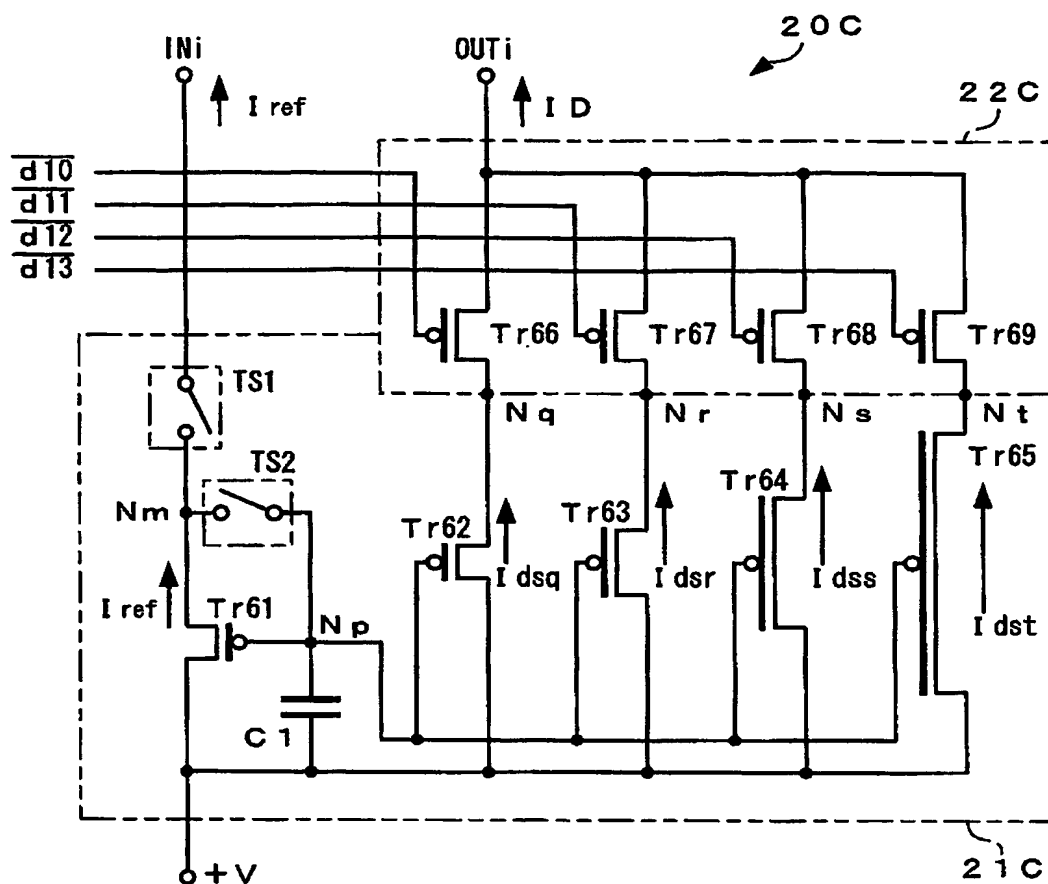 20C
INi
OUTi
I ref
I D
22C
d10
d11
d12
d13
Tr66
Tr67
Tr68
Tr69
TS1
Nq
Nr
Ns
Nt
TS2
Tr65
Nm
Tr62
Tr63
Tr64
I dsq
I dsr
I dss
I dst
I ref
Tr61
Np
C1
+V
21C